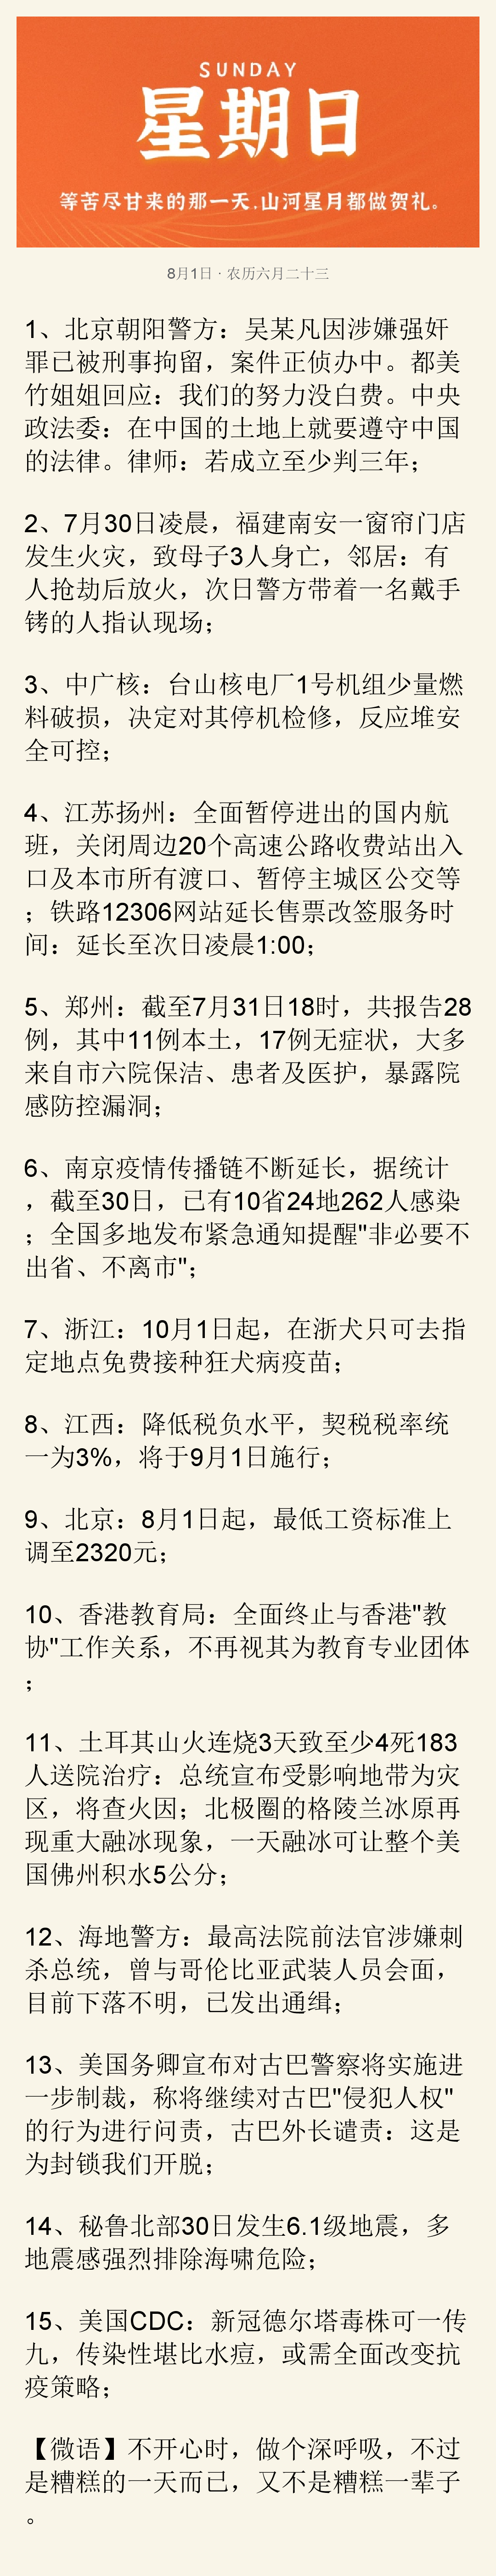 SUNDAY
星期日
等苦尽甘来的那一天,山河星月都做贺礼。
8月1日 · 农历六月二十三
1、北京朝阳警方：吴某凡因涉嫌强奸
罪已被刑事拘留，案件正侦办中。都美
竹姐姐回应：我们的努力没白费。中央
政法委：在中国的土地上就要遵守中国
的法律。律师：若成立至少判三年；
2、7月30日凌晨，福建南安一窗帘门店
发生火灾，致母子3人身亡，邻居：有
人抢劫后放火，次日警方带着一名戴手
铐的人指认现场；
3、中广核：台山核电厂1号机组少量燃
料破损，决定对其停机检修，反应堆安
全可控；
4、江苏扬州：全面暂停进出的国内航
班，关闭周边20个高速公路收费站出入
口及本市所有渡口、暂停主城区公交等
；铁路12306网站延长售票改签服务时
间：延长至次日凌晨1:00；
5、郑州：截至7月31日18时，共报告28
例，其中11例本土，17例无症状，大多
来自市六院保洁、患者及医护，暴露院
感防控漏洞；
6、南京疫情传播链不断延长，据统计
，截至30日，已有10省24地262人感染
；全国多地发布紧急通知提醒"非必要不
出省、不离市"；
7、浙江：10月1日起，在浙犬只可去指
定地点免费接种狂犬病疫苗；
8、江西：降低税负水平，契税税率统
一为3%，将于9月1日施行；
9、北京：8月1日起，最低工资标准上
调至2320元；
10、香港教育局：全面终止与香港"教
协"工作关系，不再视其为教育专业团体
；
11、土耳其山火连烧3天致至少4死183
人送院治疗：总统宣布受影响地带为灾
区，将查火因；北极圈的格陵兰冰原再
现重大融冰现象，一天融冰可让整个美
国佛州积水5公分；
12、海地警方：最高法院前法官涉嫌刺
杀总统，曾与哥伦比亚武装人员会面，
目前下落不明，已发出通缉；
13、美国务卿宣布对古巴警察将实施进
一步制裁，称将继续对古巴"侵犯人权"
的行为进行问责，古巴外长谴责：这是
为封锁我们开脱；
14、秘鲁北部30日发生6.1级地震，多
地震感强烈排除海啸危险；
15、美国CDC：新冠德尔塔毒株可一传
九，传染性堪比水痘，或需全面改变抗
疫策略；
【微语】不开心时，做个深呼吸，不过
是糟糕的一天而已，又不是糟糕一辈子
。